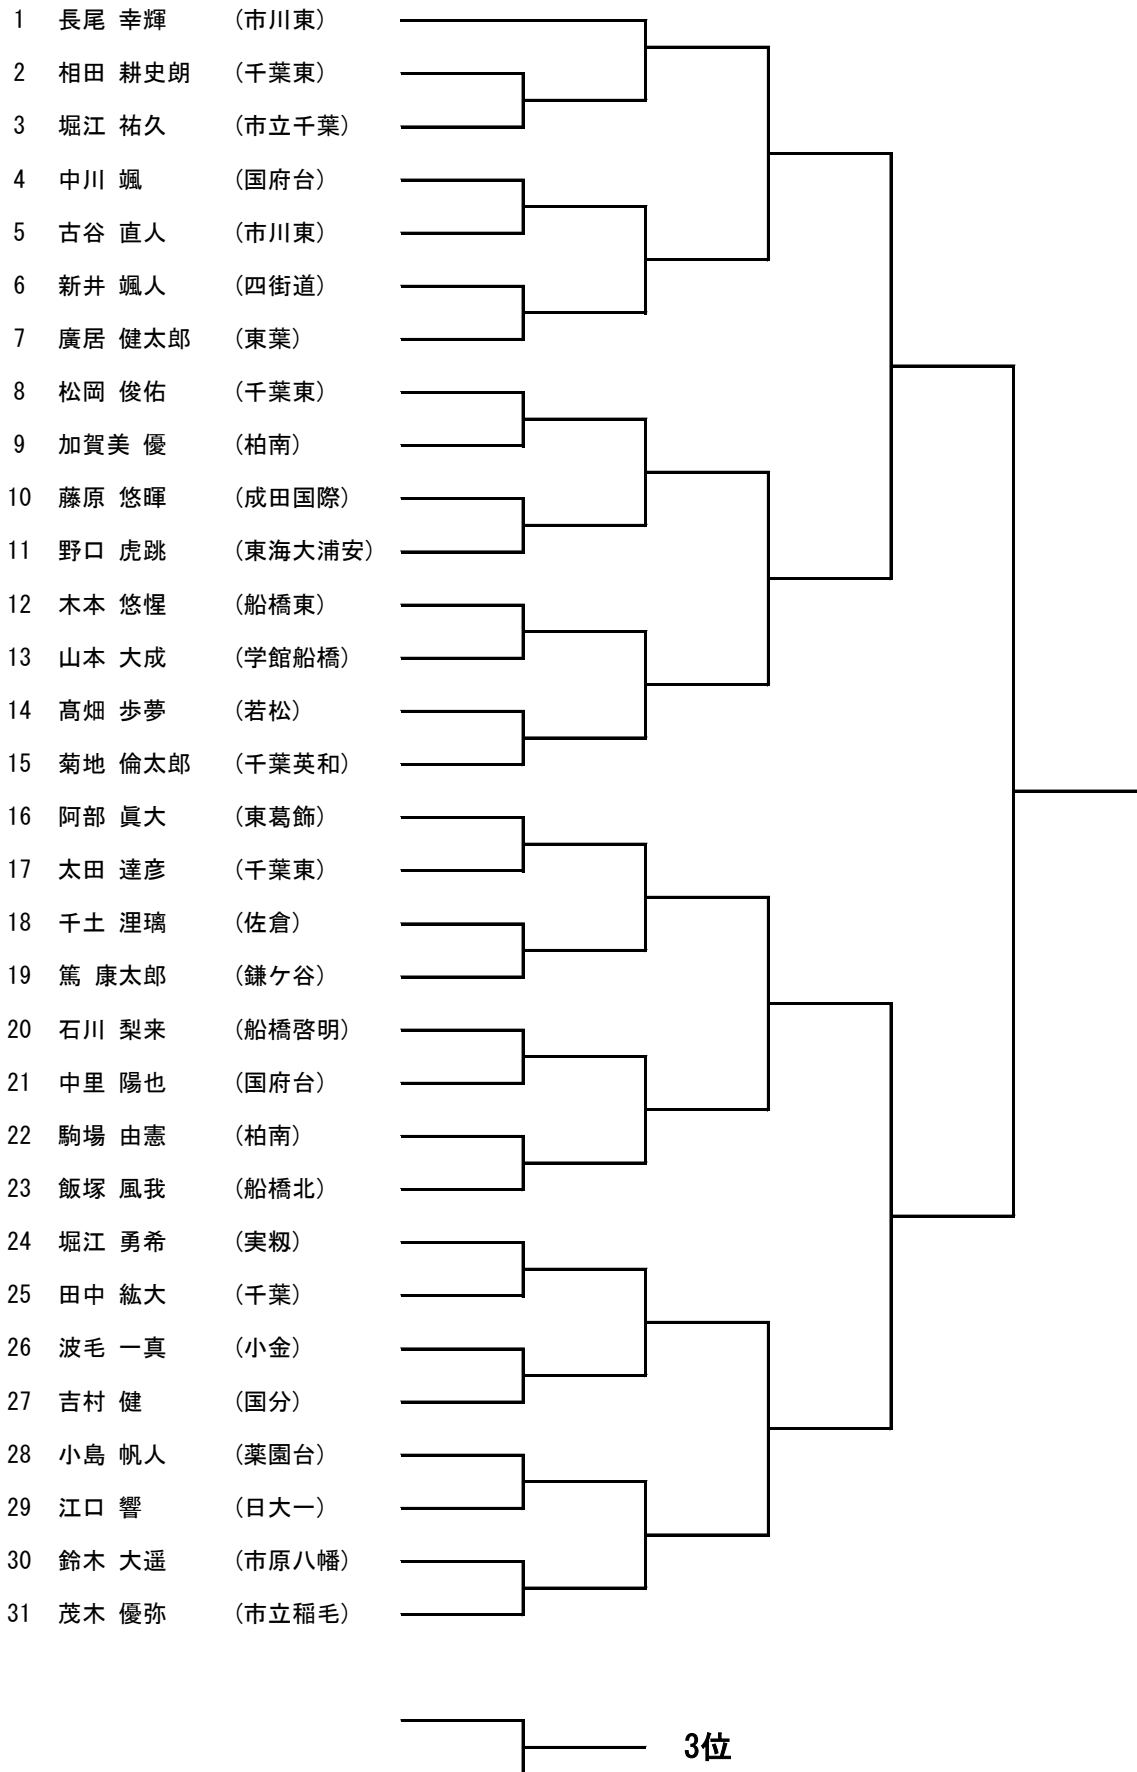 1 長尾 幸輝 (市川東)
2 相田 耕史朗 (千葉東)
3 堀江 祐久 (市立千葉)
4 中川 颯 (国府台)
5 古谷 直人 (市川東)
6 新井 颯人 (四街道)
7 廣居 健太郎 (東葉)
8 松岡 俊佑 (千葉東)
9 加賀美 優 (柏南)
10 藤原 悠暉 (成田国際)
11 野口 虎跳 (東海大浦安)
12 木本 悠惺 (船橋東)
13 山本 大成 (学館船橋)
14 髙畑 歩夢 (若松)
15 菊地 倫太郎 (千葉英和)
16 阿部 眞大 (東葛飾)
17 太田 達彦 (千葉東)
18 千土 浬璃 (佐倉)
19 篤 康太郎 (鎌ケ谷)
20 石川 梨来 (船橋啓明)
21 中里 陽也 (国府台)
22 駒場 由憲 (柏南)
23 飯塚 風我 (船橋北)
24 堀江 勇希 (実籾)
25 田中 紘大 (千葉)
26 波毛 一真 (小金)
27 吉村 健 (国分)
28 小島 帆人 (薬園台)
29 江口 響 (日大一)
30 鈴木 大遥 (市原八幡)
31 茂木 優弥 (市立稲毛)
3位